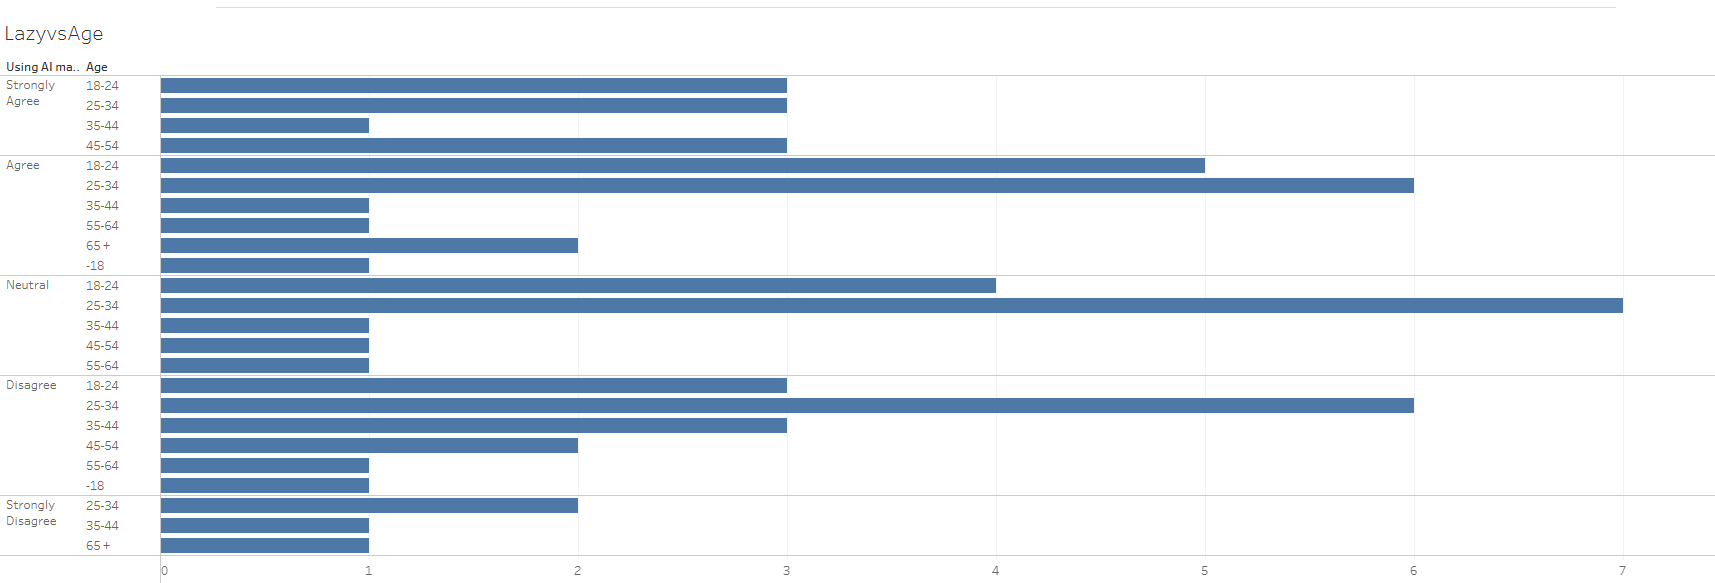 LazyvsAge
Using AI ma.. Age
Strongly Agree 18-24
25-34
35-44
45-54
Agree 18-24
25-34
35-44
55-64
65 +
-18
Neutral 18-24
25-34
35-44
45-54
55-64
Disagree 18-24
25-34
35-44
45-54
55-64
-18
Strongly Disagree 25-34
35-44
65 +
0 1 2 3 4 5 6 7